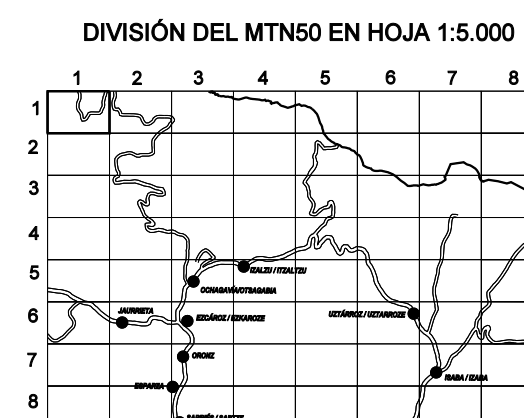 DIVISIÓN DEL MTN50 EN HOJA 1:5.000
1 2 3 4 5 6 7 8
1
2
3
4
IZALZU / ITZALTZU
5
OCHAGAVÍA/OTSAGABIA
JAURRIETA
6
EZCÁROZ / EZKAROZE
UZTÁRROZ / UZTARROZE
ORONZ
7
ISABA / IZABA
ESPARZA
8